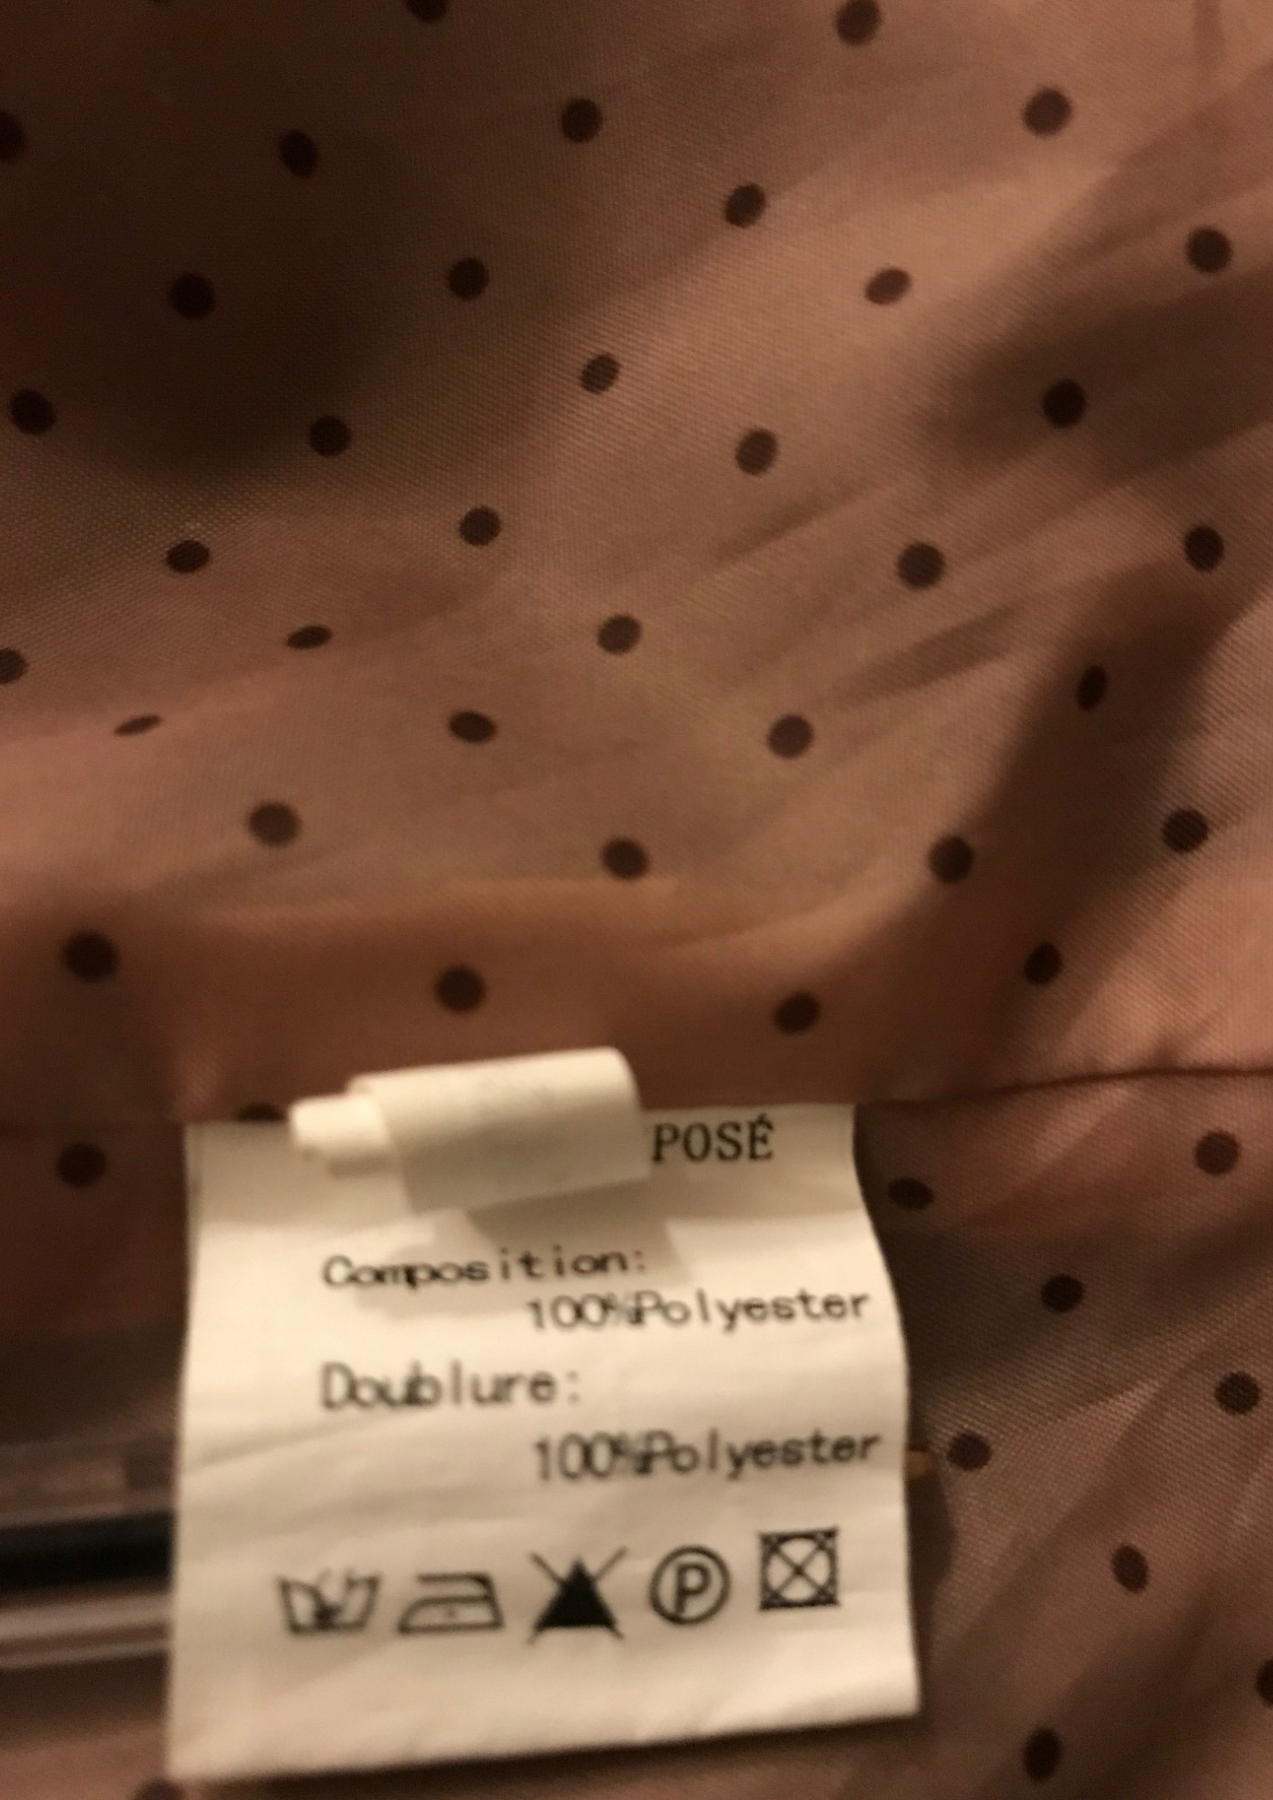 POSÉ
Composition:
100%Polyester
Doublure:
100%Polyester
P